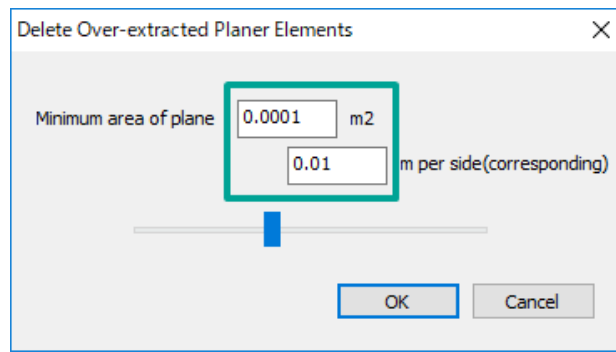 Delete Over-extracted Planer Elements
Minimum area of plane 0.0001 m2
0.01 m per side(corresponding)
OK Cancel